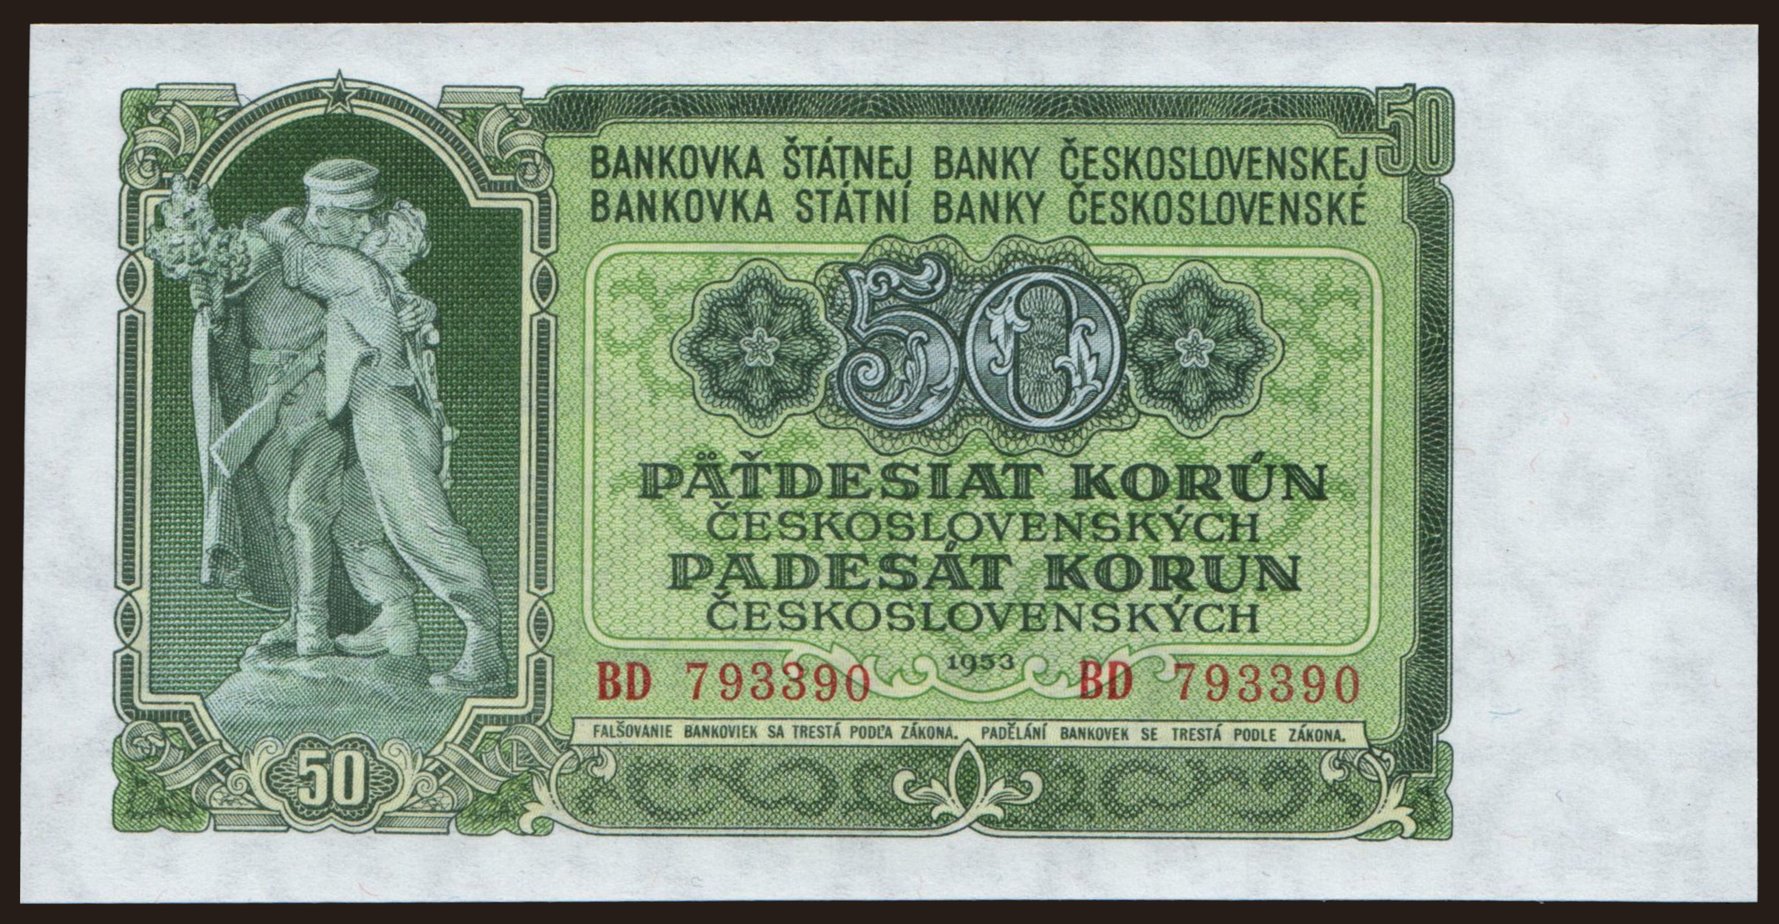 50
BANKOVKA ŠTÁTNEJ BANKY ČESKOSLOVENSKEJ
BANKOVKA STÁTNÍ BANKY ČESKOSLOVENSKÉ
50
PÄŤDESIAT KORÚN
ČESKOSLOVENSKÝCH
PADESÁT KORUN
ČESKOSLOVENSKÝCH
1953
BD 793390 BD 793390
FALŠOVANIE BANKOVIEK SA TRESTÁ PODĽA ZÁKONA. PADĚLÁNÍ BANKOVEK SE TRESTÁ PODLE ZÁKONA.
50